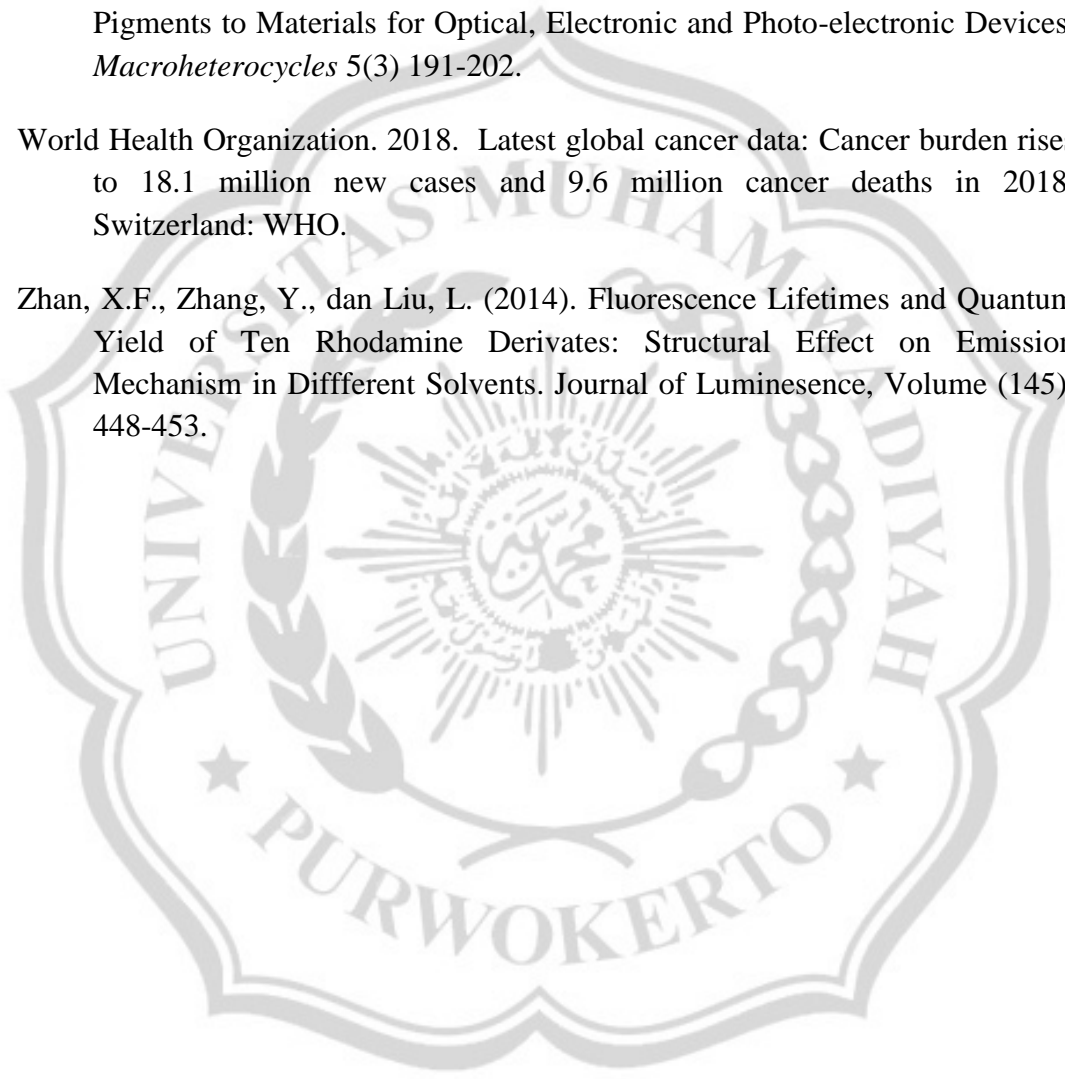 Pigments to Materials for Optical, Electronic and Photo-electronic Devices
Macroheterocycles 5(3) 191-202.
World Health Organization. 2018. Latest global cancer data: Cancer burden rises
to 18.1 million new cases and 9.6 million cancer deaths in 2018
Switzerland: WHO.
Zhan, X.F., Zhang, Y., dan Liu, L. (2014). Fluorescence Lifetimes and Quantum
Yield of Ten Rhodamine Derivates: Structural Effect on Emission
Mechanism in Diffferent Solvents. Journal of Luminesence, Volume (145)
448-453.
UNIVERSITAS MUHAMMADIYAH
PURWOKERTO